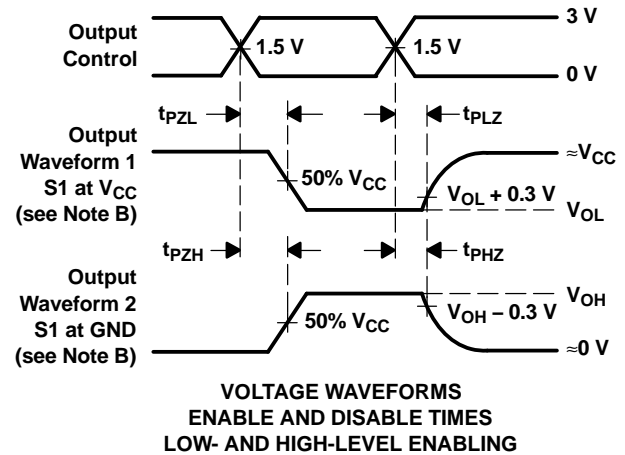 Output
Control
1.5 V
1.5 V
3 V
0 V
tPZL
tPLZ
Output
Waveform 1
S1 at VCC
(see Note B)
50% VCC
≈VCC
VOL + 0.3 V
VOL
tPZH
tPHZ
Output
Waveform 2
S1 at GND
(see Note B)
50% VCC
VOH
VOH − 0.3 V
≈0 V
VOLTAGE WAVEFORMS
ENABLE AND DISABLE TIMES
LOW- AND HIGH-LEVEL ENABLING